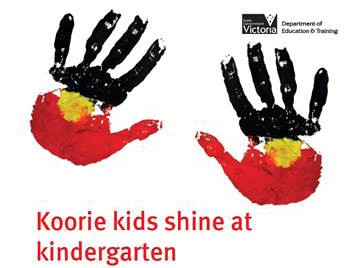 State
Government
Victoria
Department of
Education & Training
Koorie kids shine at
kindergarten